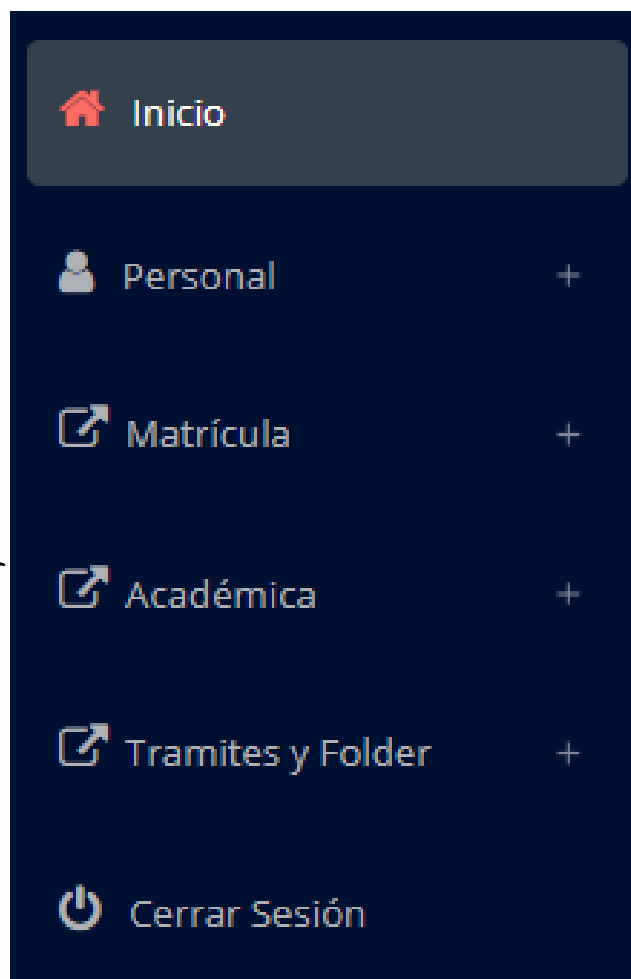 Inicio
Personal +
Matrícula +
Académica +
Tramites y Folder +
Cerrar Sesión